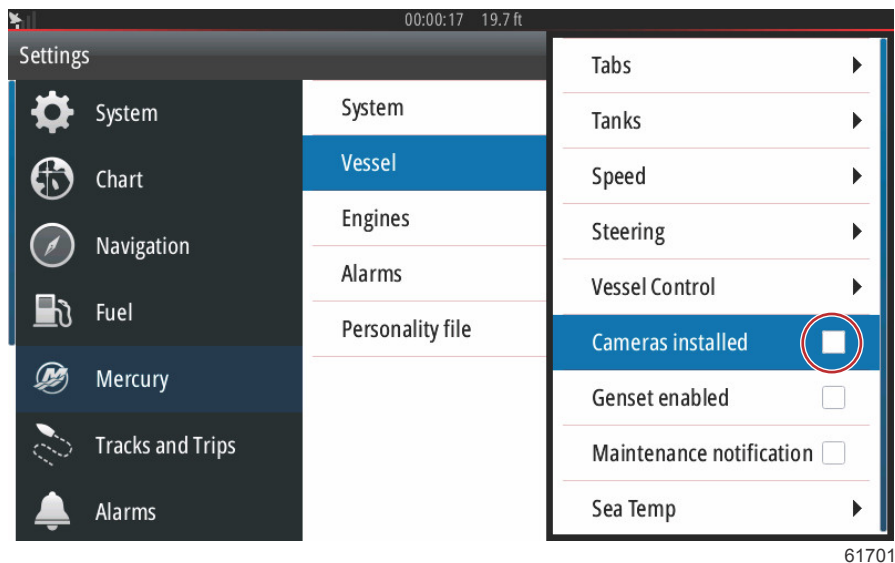 00:00:17 19.7 ft
Settings
System
Chart
Navigation
Fuel
Mercury
Tracks and Trips
Alarms
System
Vessel
Engines
Alarms
Personality file
Tabs
Tanks
Speed
Steering
Vessel Control
Cameras installed
Genset enabled
Maintenance notification
Sea Temp
61701